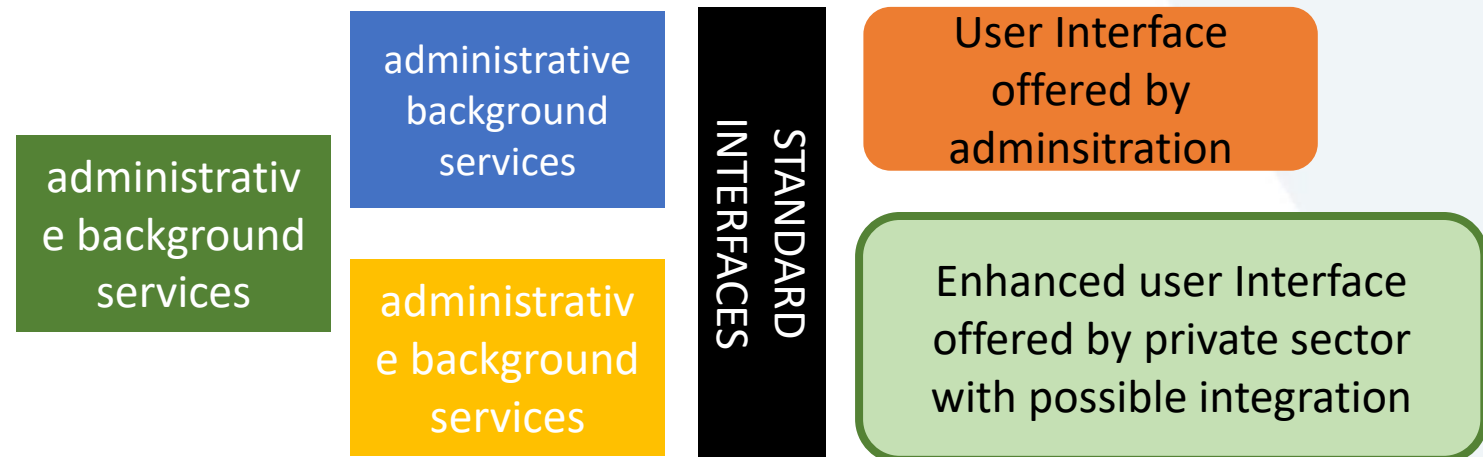 administrativ
e background
services
administrative
background
services
administrativ
e background
services
STANDARD
INTERFACES
User Interface
offered by
adminsitration
Enhanced user Interface
offered by private sector
with possible integration